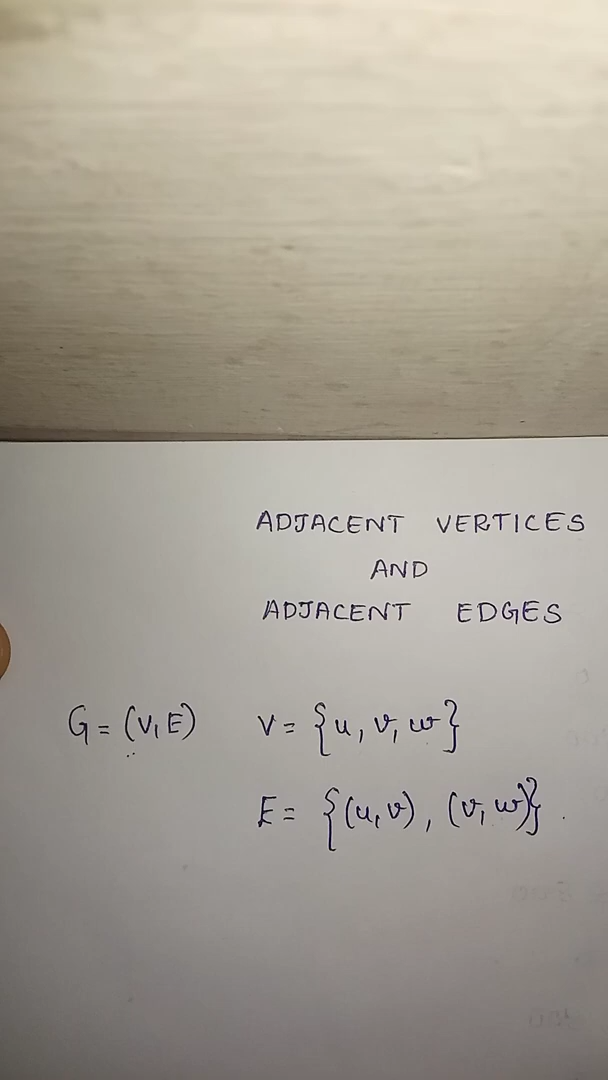 ADJACENT VERTICES
AND
ADJACENT EDGES
G = (V, E) V = {u, v, w}
E = {(u, v), (v, w)}.